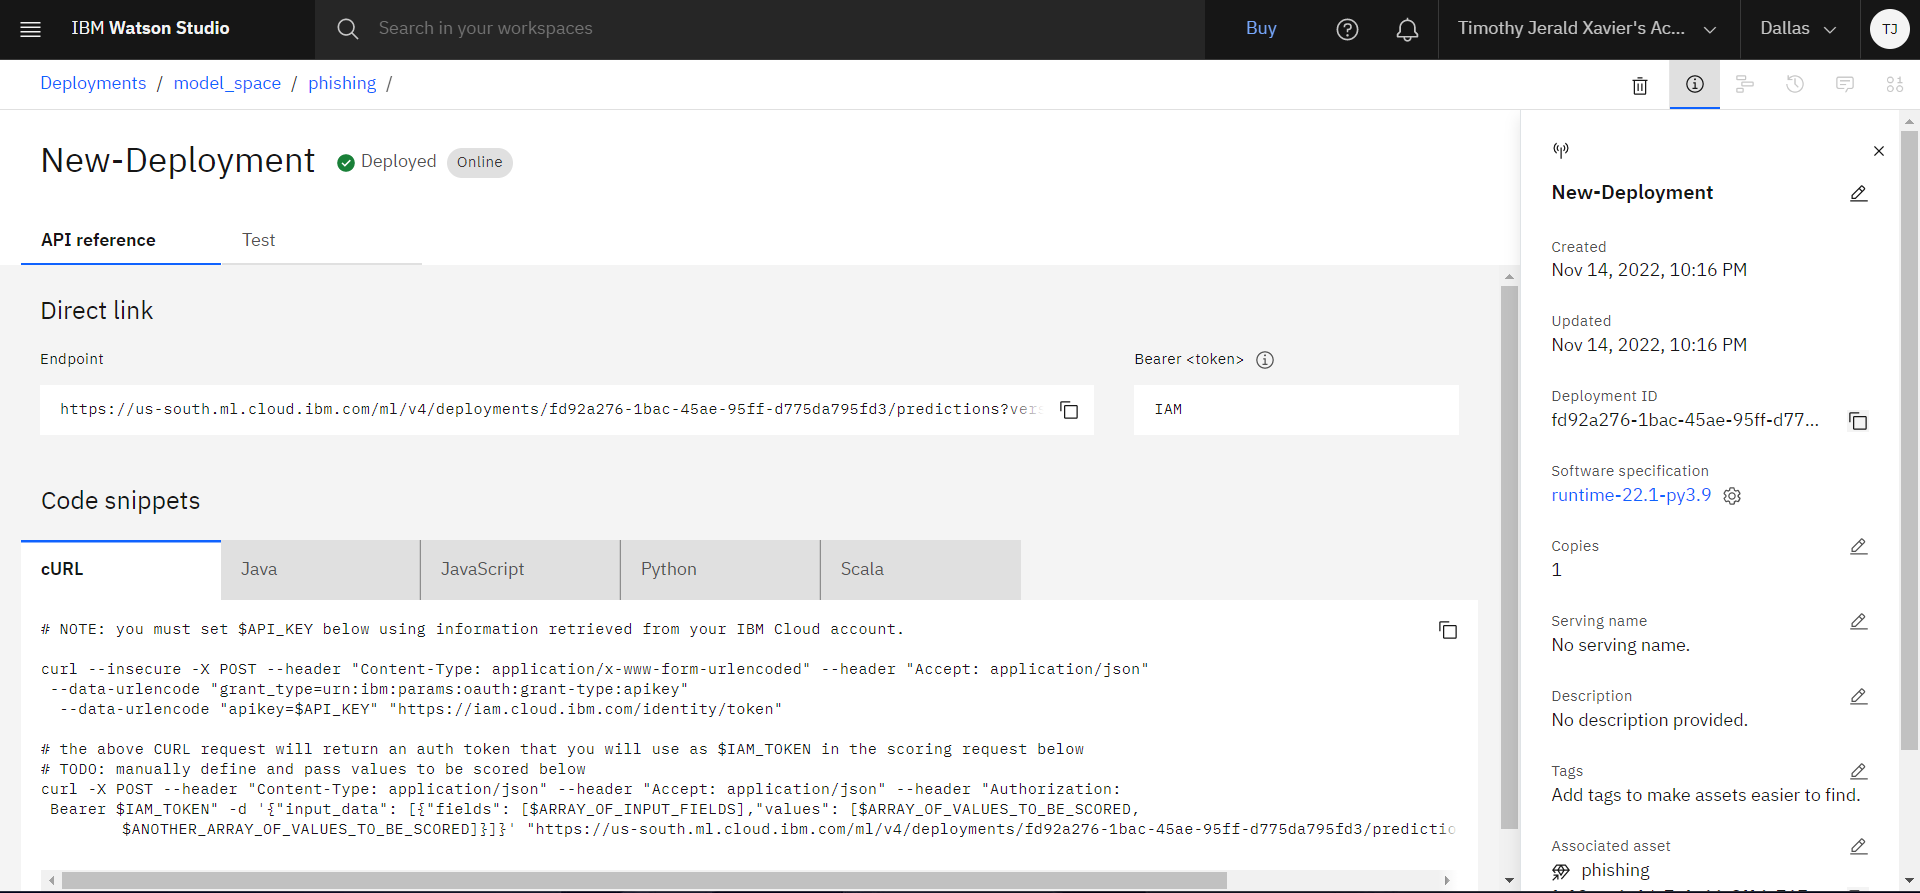 IBM Watson Studio
Search in your workspaces
Buy
Timothy Jerald Xavier's Ac...
Dallas
TJ
Deployments / model_space / phishing /
New-Deployment
Deployed
Online
API reference
Test
Direct link
Endpoint
https://us-south.ml.cloud.ibm.com/ml/v4/deployments/fd92a276-1bac-45ae-95ff-d775da795fd3/predictions?ver
Bearer <token>
IAM
Code snippets
cURL
Java
JavaScript
Python
Scala
# NOTE: you must set $API_KEY below using information retrieved from your IBM Cloud account.
curl --insecure -X POST --header "Content-Type: application/x-www-form-urlencoded" --header "Accept: application/json"
--data-urlencode "grant_type=urn:ibm:params:oauth:grant-type:apikey"
--data-urlencode "apikey=$API_KEY" "https://iam.cloud.ibm.com/identity/token"
# the above CURL request will return an auth token that you will use as $IAM_TOKEN in the scoring request below
# TODO: manually define and pass values to be scored below
curl -X POST --header "Content-Type: application/json" --header "Accept: application/json" --header "Authorization:
Bearer $IAM_TOKEN" -d '{"input_data": [{"fields": [$ARRAY_OF_INPUT_FIELDS],"values": [$ARRAY_OF_VALUES_TO_BE_SCORED,
$ANOTHER_ARRAY_OF_VALUES_TO_BE_SCORED]}]}' "https://us-south.ml.cloud.ibm.com/ml/v4/deployments/fd92a276-1bac-45ae-95ff-d775da795fd3/predictio
New-Deployment
Created
Nov 14, 2022, 10:16 PM
Updated
Nov 14, 2022, 10:16 PM
Deployment ID
fd92a276-1bac-45ae-95ff-d77...
Software specification
runtime-22.1-py3.9
Copies
1
Serving name
No serving name.
Description
No description provided.
Tags
Add tags to make assets easier to find.
Associated asset
phishing